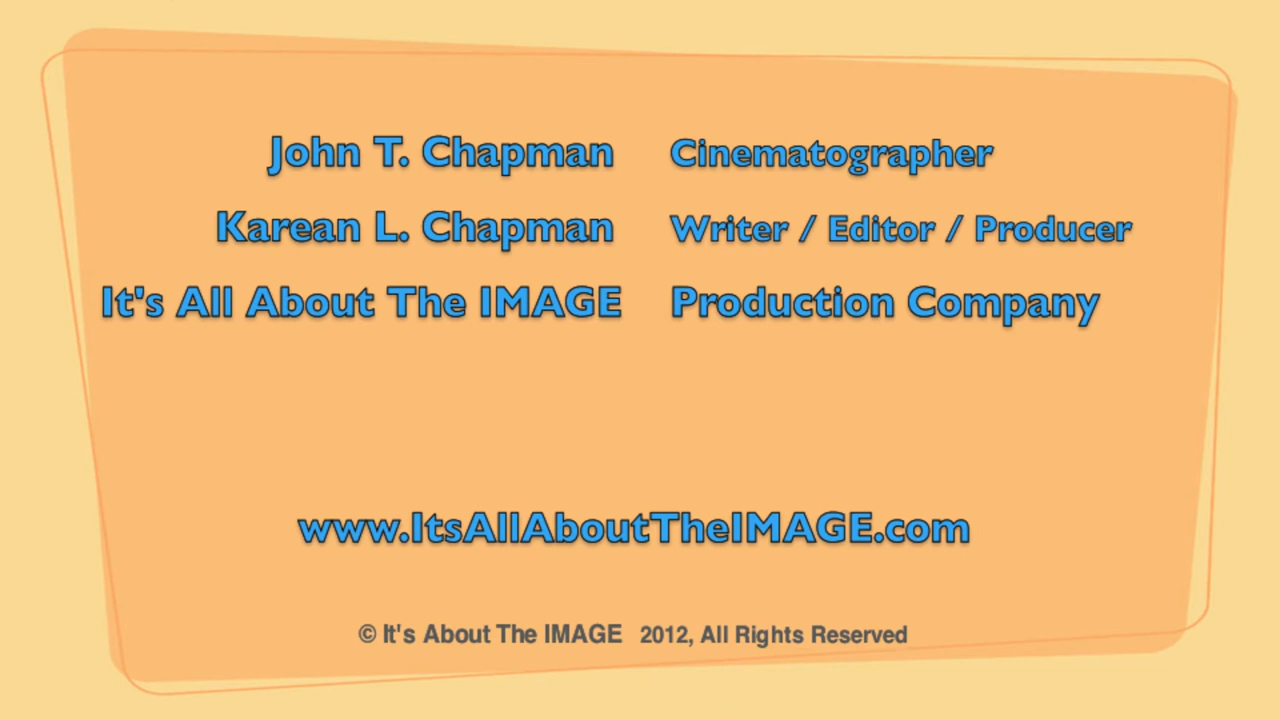 John T. Chapman Cinematographer
Karean L. Chapman Writer / Editor / Producer
It's All About The IMAGE Production Company
www.ItsAllAboutTheIMAGE.com
© It's About The IMAGE 2012, All Rights Reserved